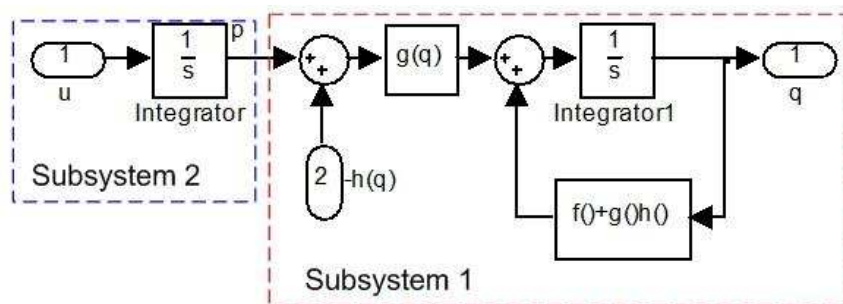 1
u
1
s
Integrator
p
Subsystem 2
+
+
2
-h(q)
g(q)
+
+
1
s
Integrator1
1
q
f()+g()h()
Subsystem 1